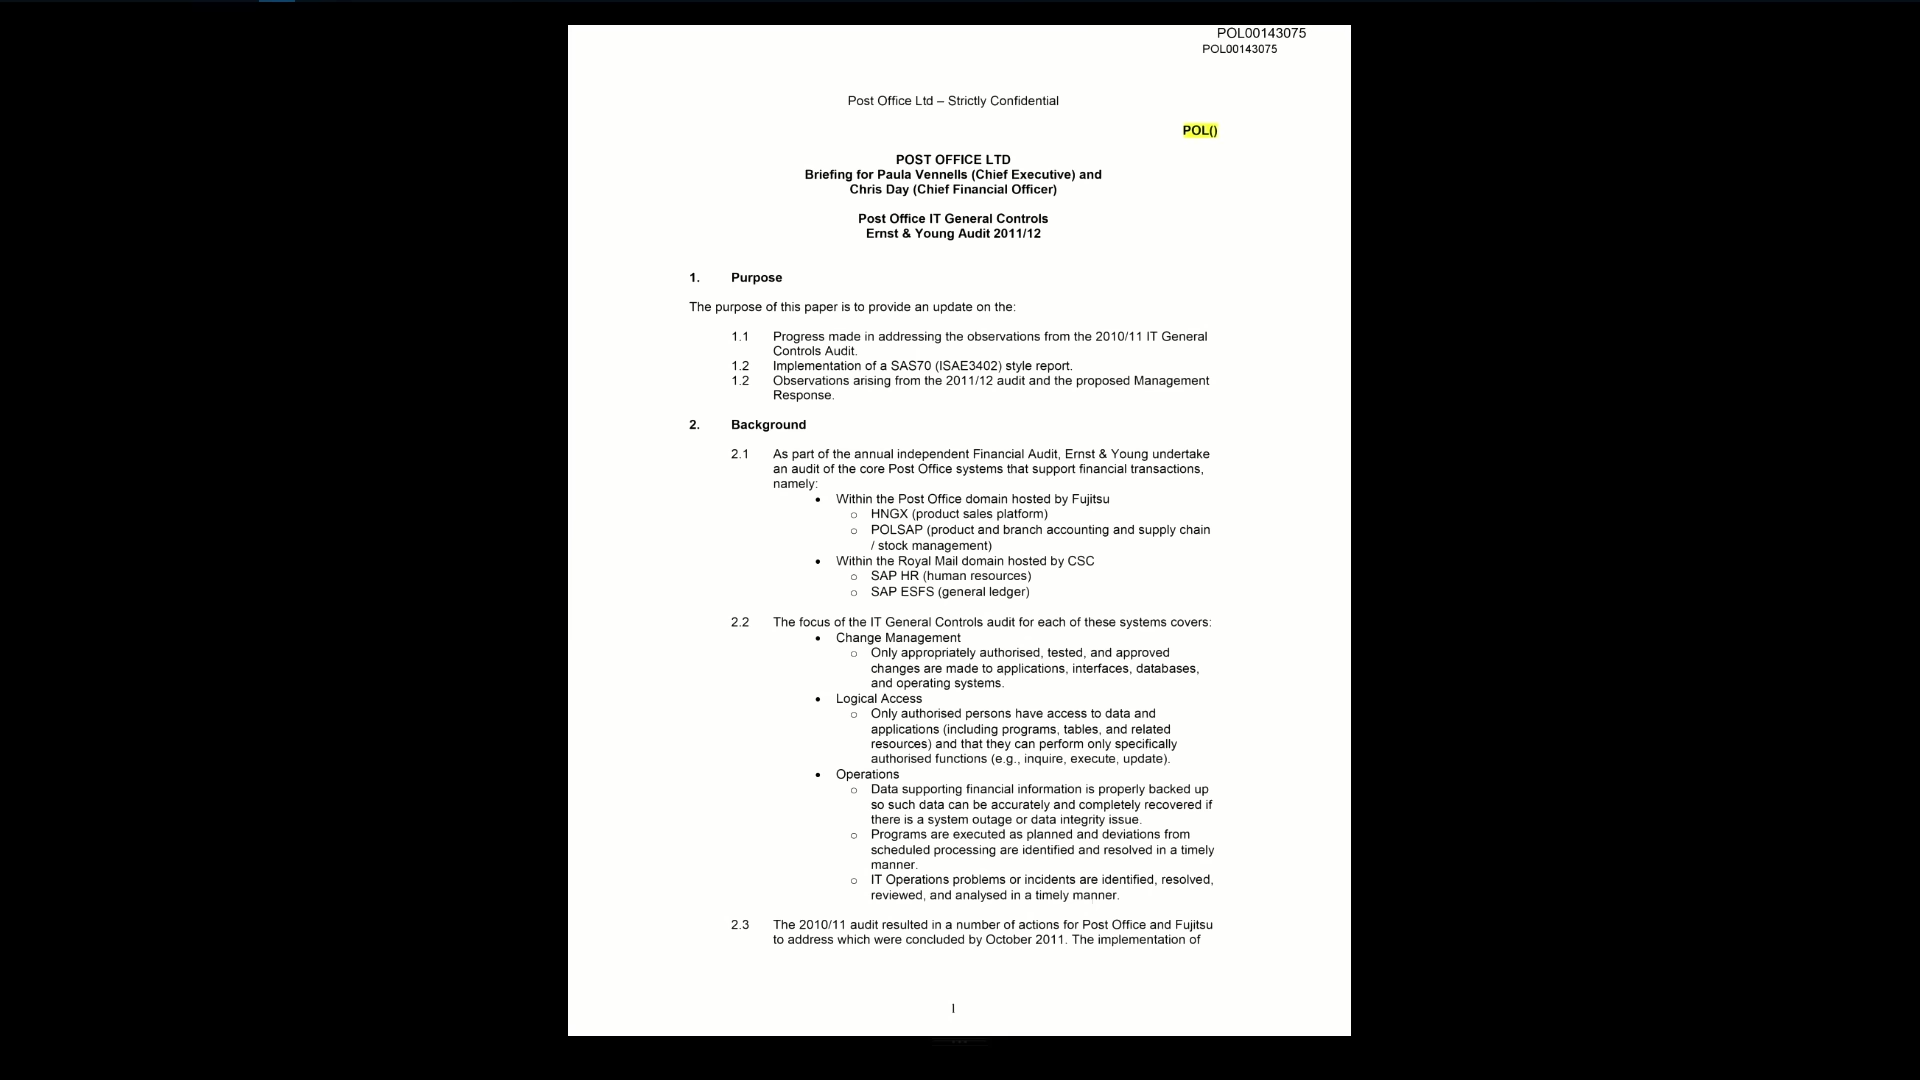 POL00143075
POL00143075
Post Office Ltd – Strictly Confidential
POL()
POST OFFICE LTD
Briefing for Paula Vennells (Chief Executive) and
Chris Day (Chief Financial Officer)
Post Office IT General Controls
Ernst & Young Audit 2011/12
1. Purpose
The purpose of this paper is to provide an update on the:
1.1 Progress made in addressing the observations from the 2010/11 IT General
Controls Audit.
1.2 Implementation of a SAS70 (ISAE3402) style report.
1.2 Observations arising from the 2011/12 audit and the proposed Management
Response.
2. Background
2.1 As part of the annual independent Financial Audit, Ernst & Young undertake
an audit of the core Post Office systems that support financial transactions,
namely:
• Within the Post Office domain hosted by Fujitsu
○ HNGX (product sales platform)
○ POLSAP (product and branch accounting and supply chain
/ stock management)
• Within the Royal Mail domain hosted by CSC
○ SAP HR (human resources)
○ SAP ESFS (general ledger)
2.2 The focus of the IT General Controls audit for each of these systems covers:
• Change Management
○ Only appropriately authorised, tested, and approved
changes are made to applications, interfaces, databases,
and operating systems.
• Logical Access
○ Only authorised persons have access to data and
applications (including programs, tables, and related
resources) and that they can perform only specifically
authorised functions (e.g., inquire, execute, update).
• Operations
○ Data supporting financial information is properly backed up
so such data can be accurately and completely recovered if
there is a system outage or data integrity issue.
○ Programs are executed as planned and deviations from
scheduled processing are identified and resolved in a timely
manner.
○ IT Operations problems or incidents are identified, resolved,
reviewed, and analysed in a timely manner.
2.3 The 2010/11 audit resulted in a number of actions for Post Office and Fujitsu
to address which were concluded by October 2011. The implementation of
1